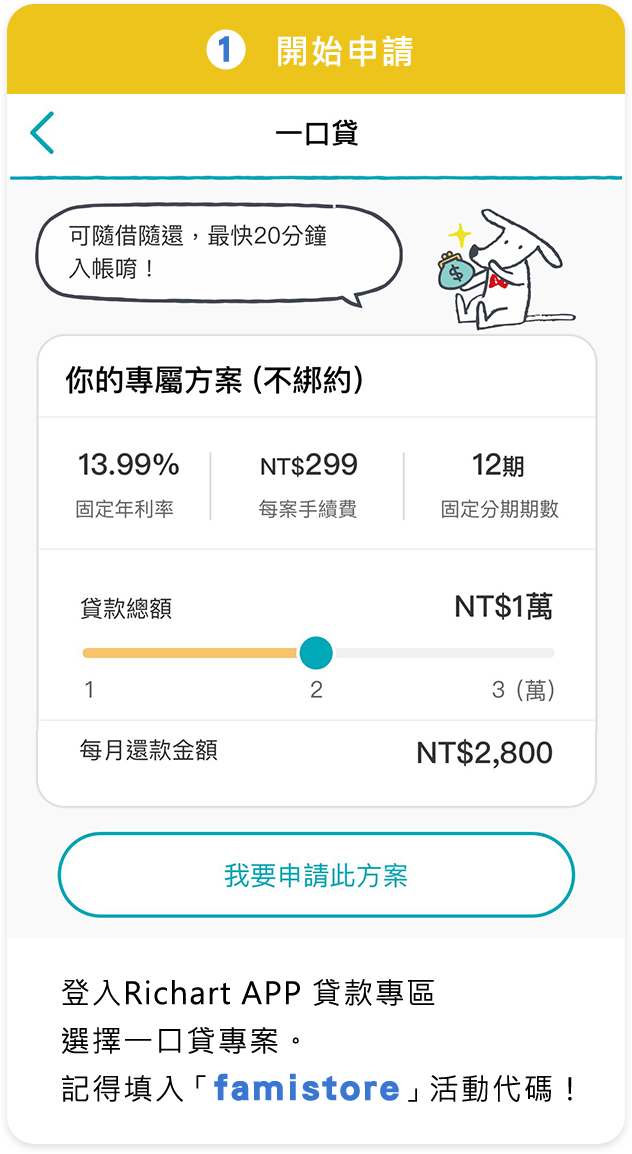 1 開始申請
一口貸
可隨借隨還，最快20分鐘
入帳唷！
$
你的專屬方案 (不綁約)
13.99% NT$299 12期
固定年利率 每案手續費 固定分期期數
貸款總額 NT$1萬
1 2 3 (萬)
每月還款金額 NT$2,800
我要申請此方案
登入Richart APP 貸款專區
選擇一口貸專案。
記得填入「famistore」活動代碼！